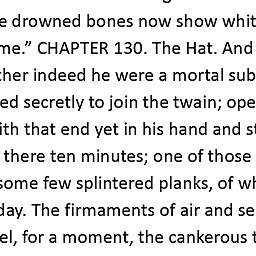 e drowned bones now show whit
me.” CHAPTER 130. The Hat. And
ther indeed he were a mortal sub
ed secretly to join the twain; ope
ith that end yet in his hand and s
there ten minutes; one of those
some few splintered planks, of w
day. The firmaments of air and se
el, for a moment, the cankerous